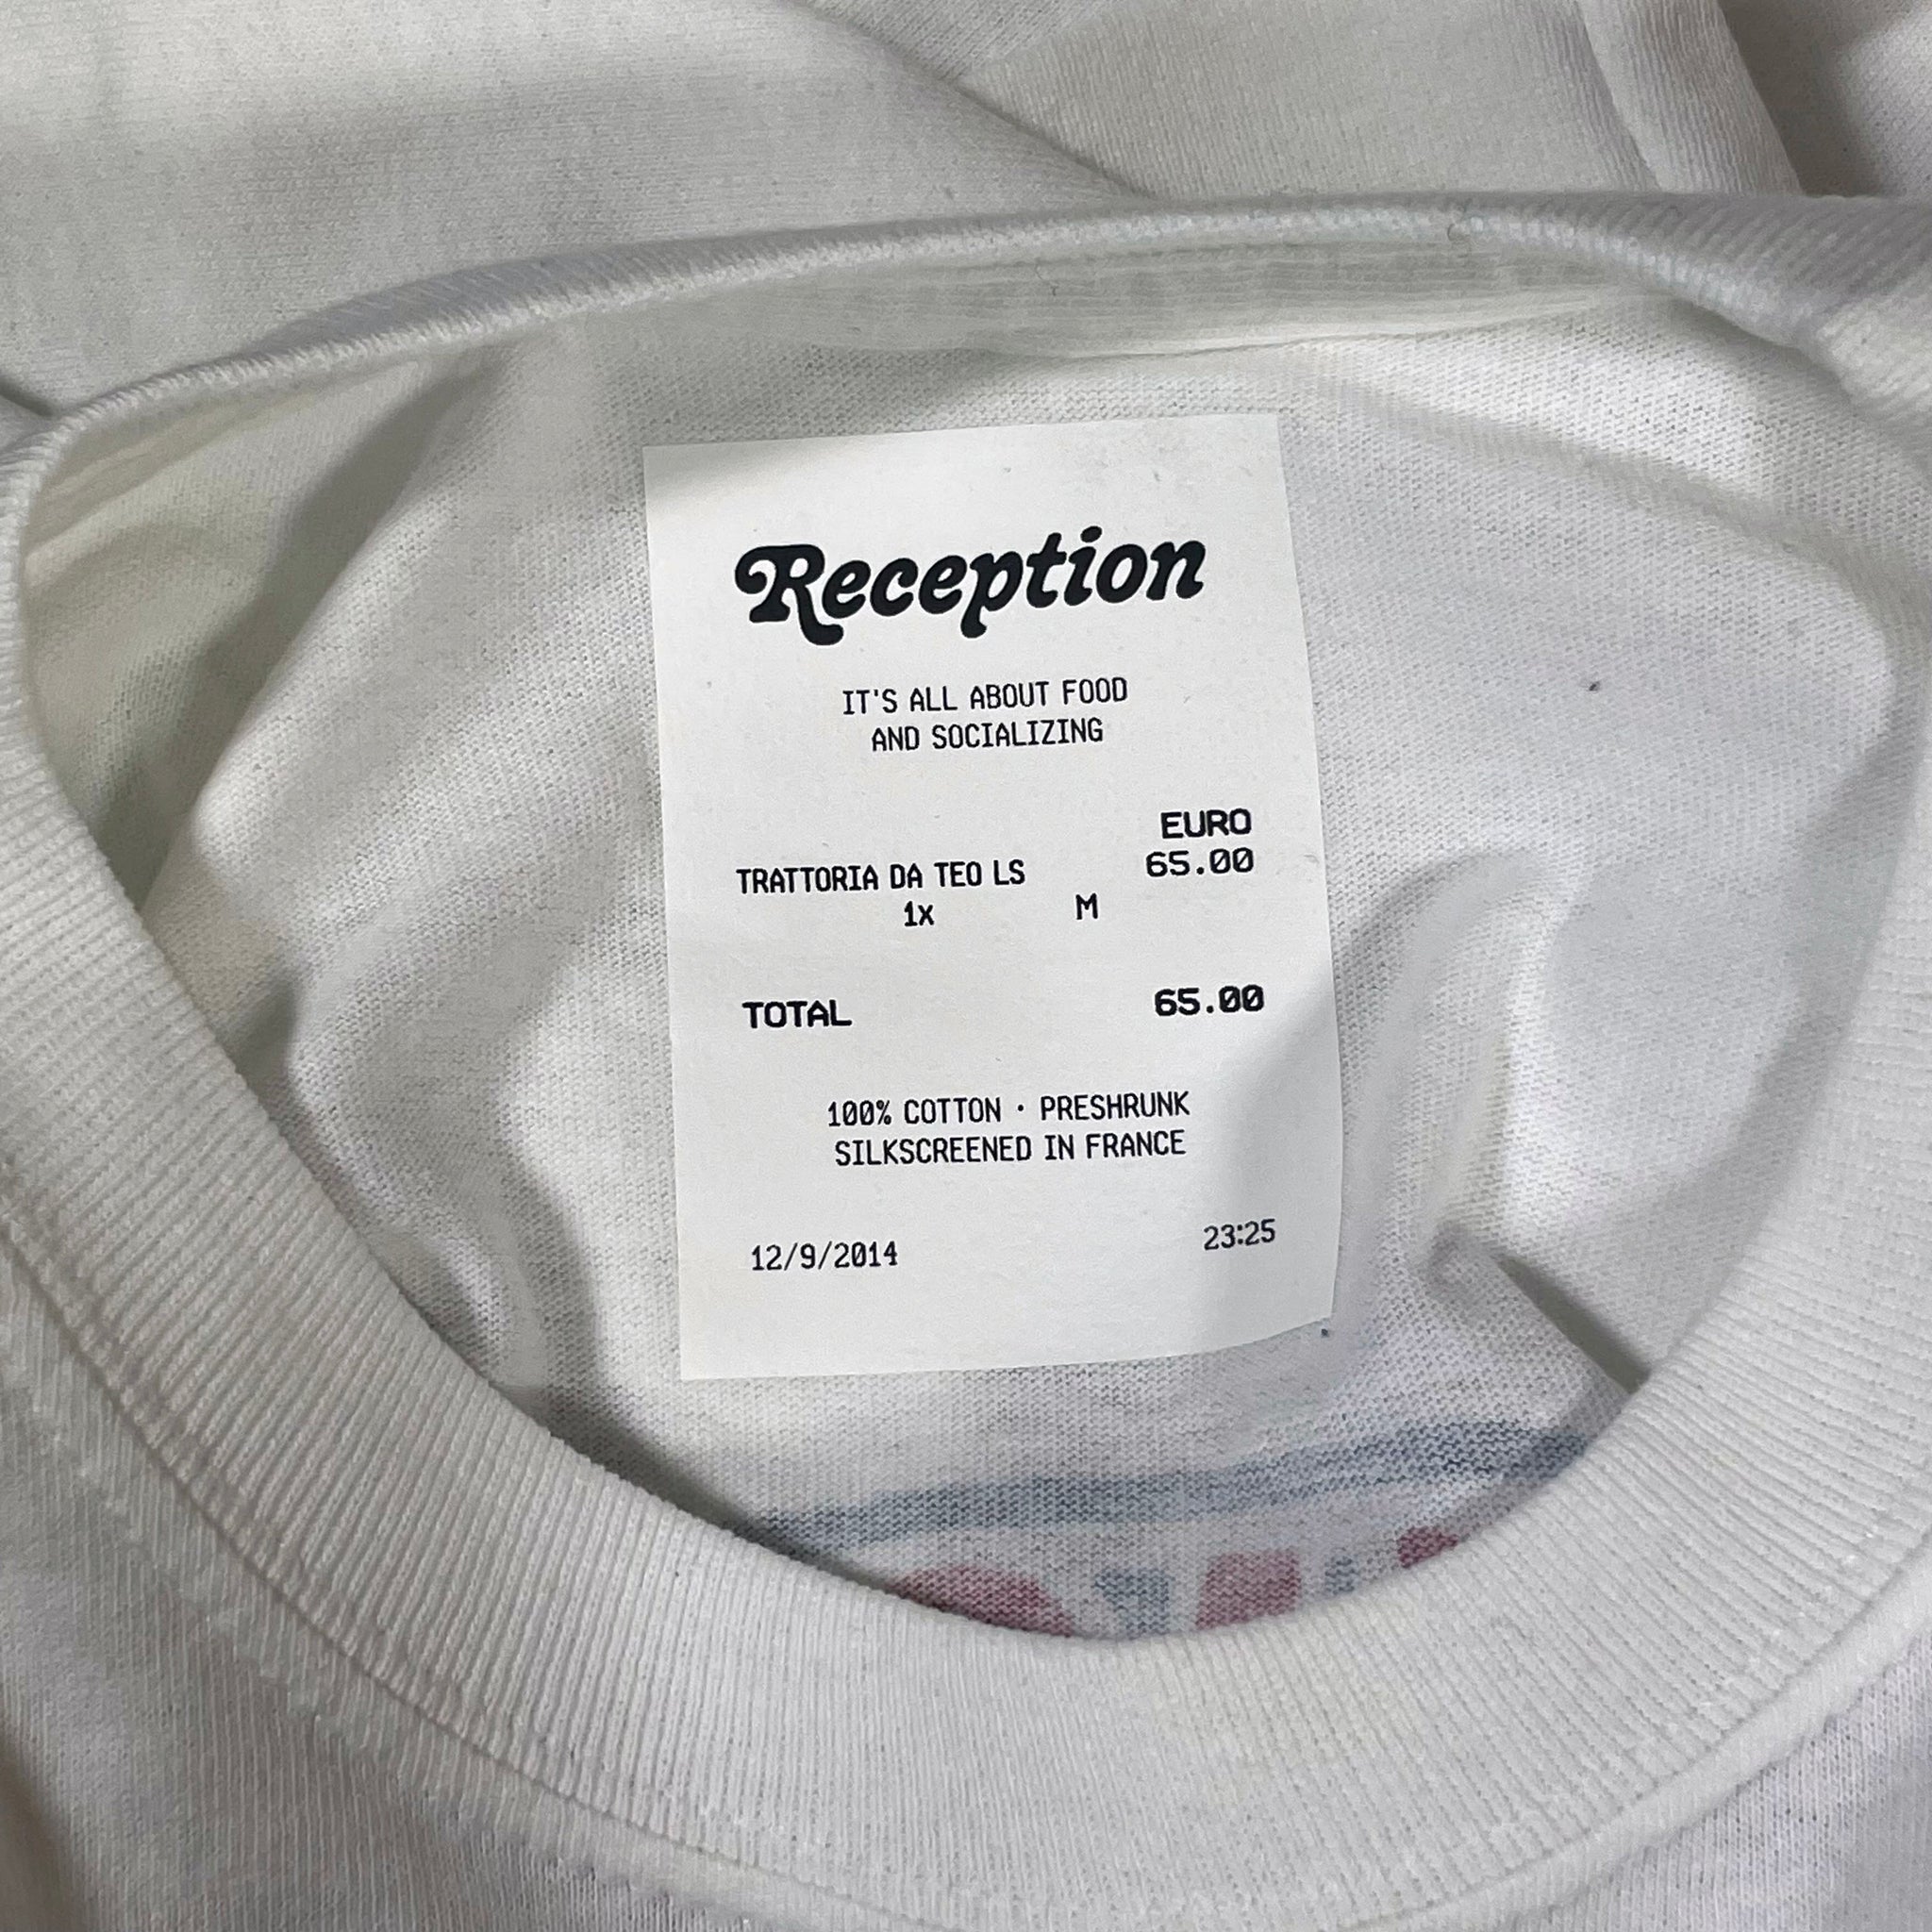 Reception
IT'S ALL ABOUT FOOD
AND SOCIALIZING
EURO
TRATTORIA DA TEO LS 65.00
1x M
TOTAL 65.00
100% COTTON · PRESHRUNK
SILKSCREENED IN FRANCE
12/9/2014 23:25